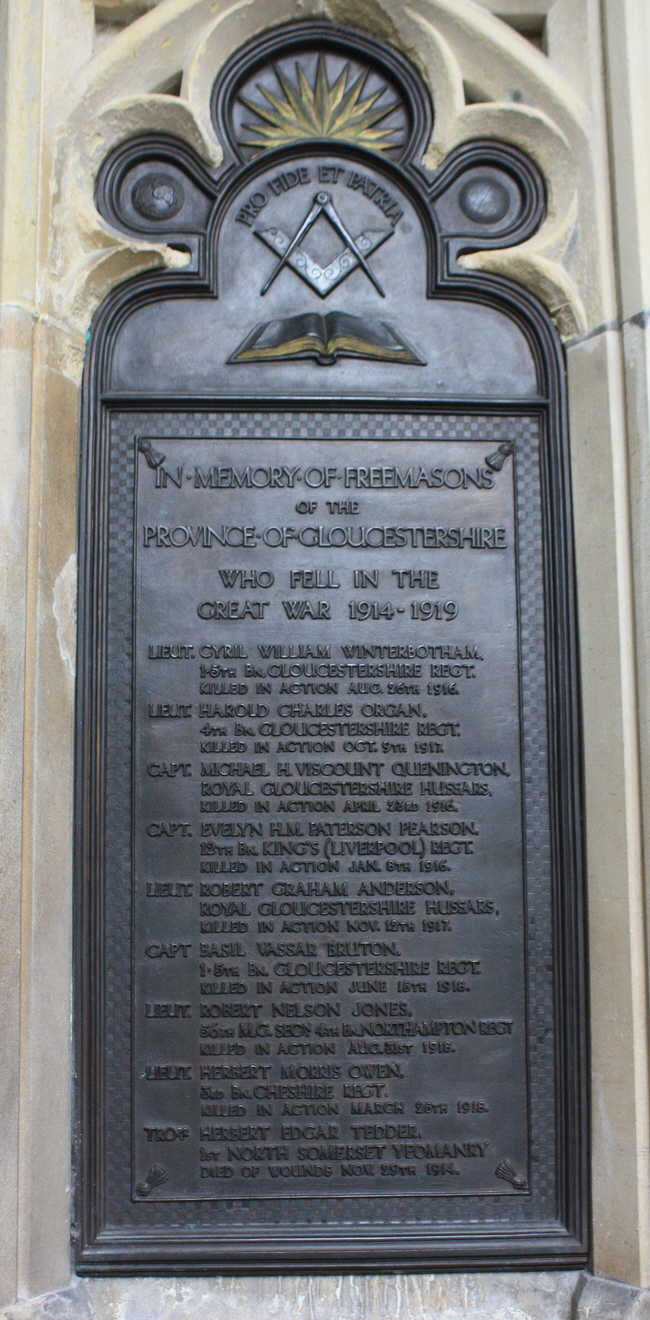 PRO FIDE ET PATRIA
IN·MEMORY·OF·FREEMASONS
OF THE
PROVINCE·OF·GLOUCESTERSHIRE
WHO FELL IN THE
GREAT WAR 1914-1919
LIEUT. CYRIL WILLIAM WINTERBOTHAM,
1·5TH BN. GLOUCESTERSHIRE REGT.
KILLED IN ACTION AUG. 26TH 1916.
LIEUT. HAROLD CHARLES ORGAN,
4TH BN. GLOUCESTERSHIRE REGT.
KILLED IN ACTION OCT. 9TH 1917.
CAPT. MICHAEL H. VISCOUNT QUENINGTON,
ROYAL GLOUCESTERSHIRE HUSSARS,
KILLED IN ACTION APRIL 23RD 1916.
CAPT. EVELYN H.M. PATERSON PEARSON,
12TH BN. KING'S (LIVERPOOL) REGT.
KILLED IN ACTION JAN. 8TH 1916.
LIEUT. ROBERT GRAHAM ANDERSON,
ROYAL GLOUCESTERSHIRE HUSSARS,
KILLED IN ACTION NOV. 12TH 1917.
CAPT BASIL VASSAR BRUTON,
1·5TH BN. GLOUCESTERSHIRE REGT.
KILLED IN ACTION JUNE 15TH 1918.
LIEUT. ROBERT NELSON JONES,
56TH M.G. SECY 4TH BN. NORTHAMPTON REGT
KILLED IN ACTION AUG. 31ST 1918.
LIEUT. HERBERT MORRIS OWEN,
3RD BN. CHESHIRE REGT.
KILLED IN ACTION MARCH 25TH 1918.
TROPR HERBERT EDGAR TEDDER,
1ST NORTH SOMERSET YEOMANRY
DIED OF WOUNDS NOV. 29TH 1914.